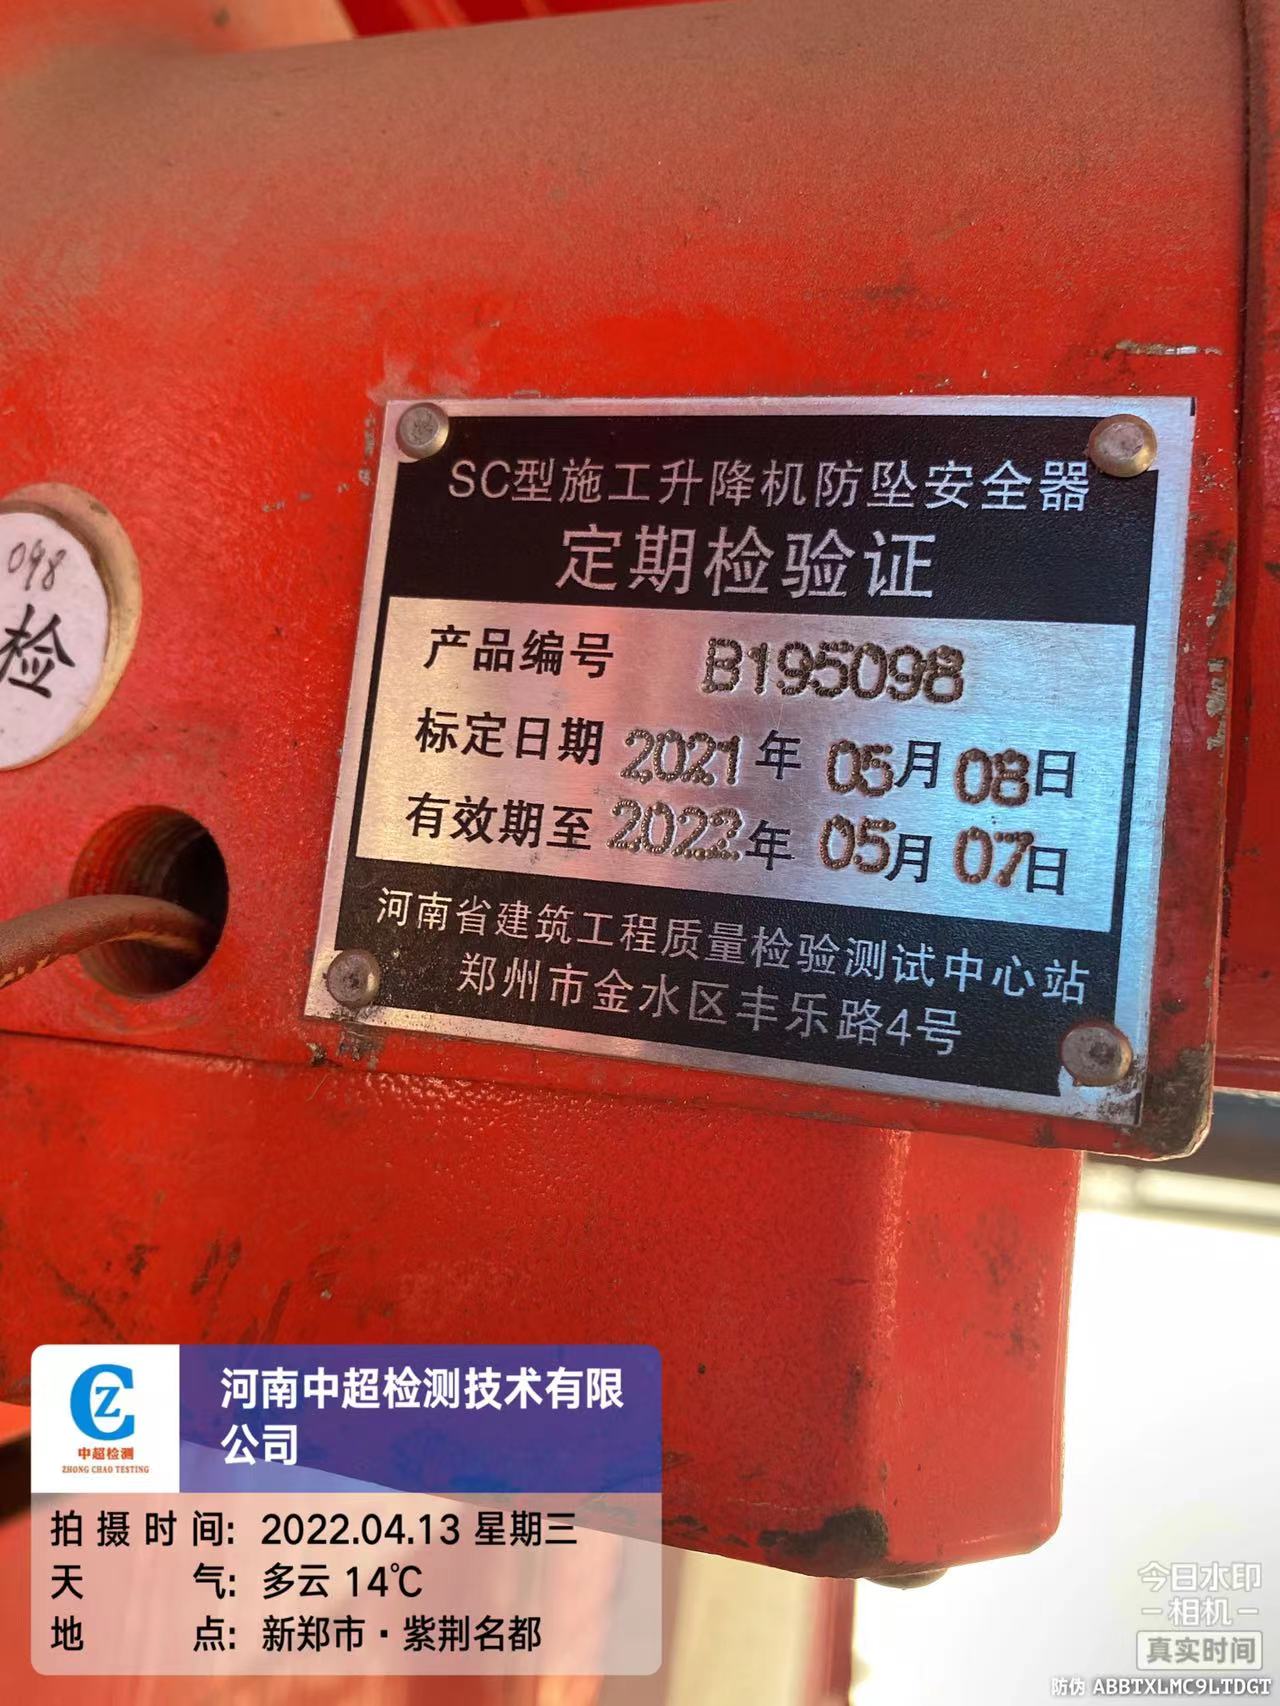 098
检
SC型施工升降机防坠安全器
定期检验证
产品编号 B195098
标定日期 2021年 05月 08日
有效期至 2022年 05月 07日
河南省建筑工程质量检验测试中心站
郑州市金水区丰乐路4号
CZ
中超检测
ZHONG CHAO TESTING
河南中超检测技术有限
公司
拍摄时间: 2022.04.13 星期三
天气: 多云 14℃
地点: 新郑市·紫荆名都
今日水印
相机
真实时间
防伪 ABBTXLMC9LTDGT